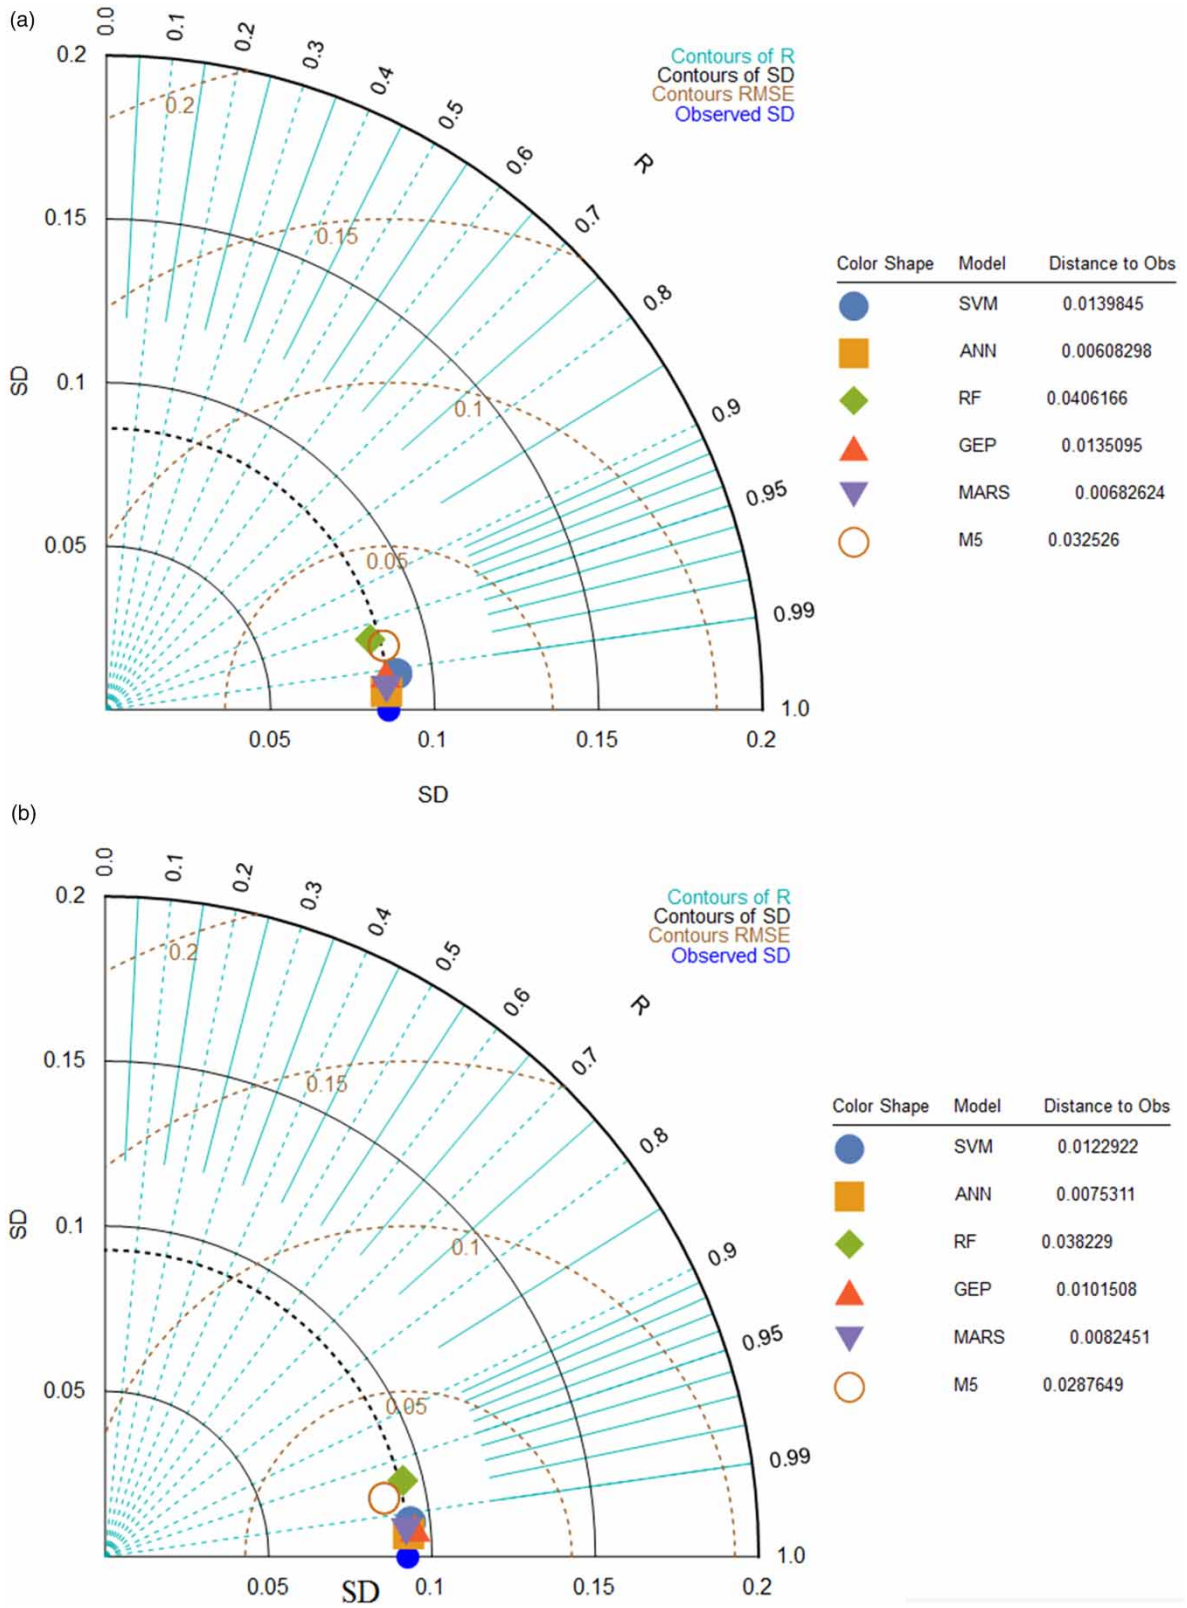 (a)
0.0 0.1 0.2 0.3 0.4 0.5 0.6 0.7 0.8 0.9 0.95 0.99 1.0
R
Contours of R
Contours of SD
Contours RMSE
Observed SD
0.2
0.15
0.1
0.05
SD
0.2
0.15
0.1
0.05
0.05 0.1 0.15 0.2
SD
Color Shape Model Distance to Obs
SVM 0.0139845
ANN 0.00608298
RF 0.0406166
GEP 0.0135095
MARS 0.00682624
M5 0.032526
(b)
0.0 0.1 0.2 0.3 0.4 0.5 0.6 0.7 0.8 0.9 0.95 0.99 1.0
R
Contours of R
Contours of SD
Contours RMSE
Observed SD
0.2
0.15
0.1
0.05
SD
0.2
0.15
0.1
0.05
0.05 0.1 0.15 0.2
SD
Color Shape Model Distance to Obs
SVM 0.0122922
ANN 0.0075311
RF 0.038229
GEP 0.0101508
MARS 0.0082451
M5 0.0287649